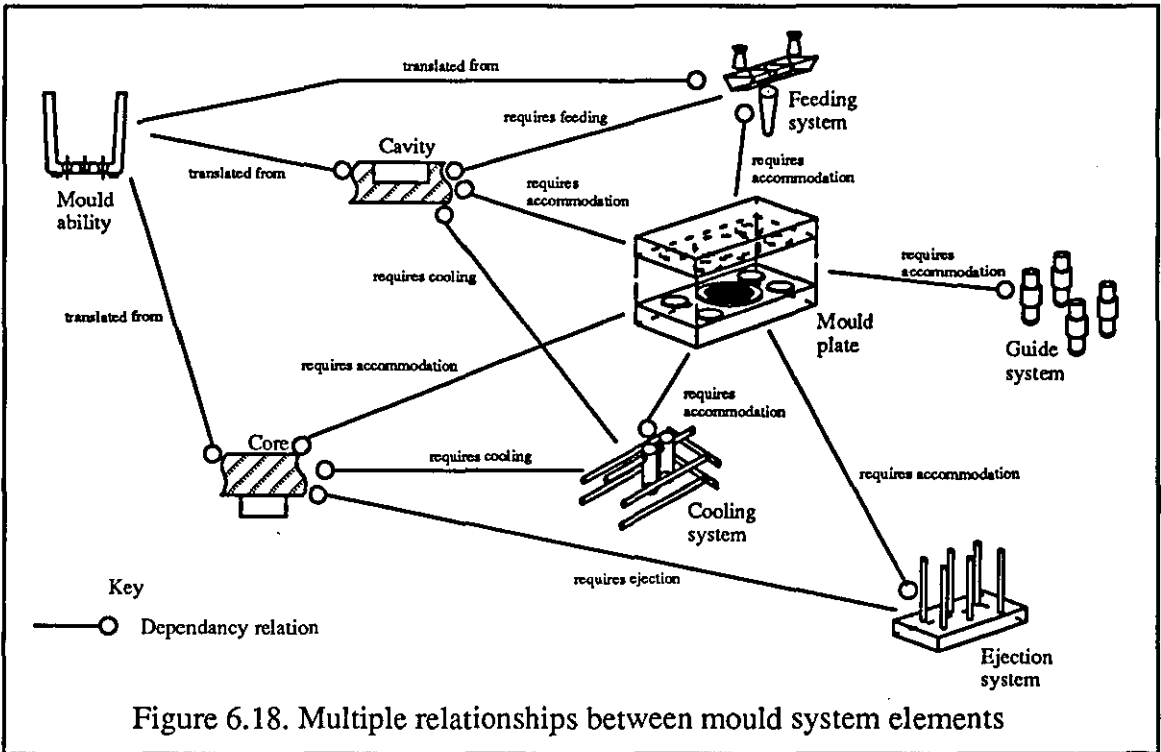 translated from
Feeding
system
requires feeding
Cavity
Mould
ability
translated from
requires
accommodation
requires
accommodation
requires
accommodation
requires cooling
translated from
Mould
plate
Guide
system
requires accommodation
requires
accommodation
Core
requires cooling
requires accommodation
Cooling
system
requires ejection
Key
Dependancy relation
Ejection
system
Figure 6.18. Multiple relationships between mould system elements